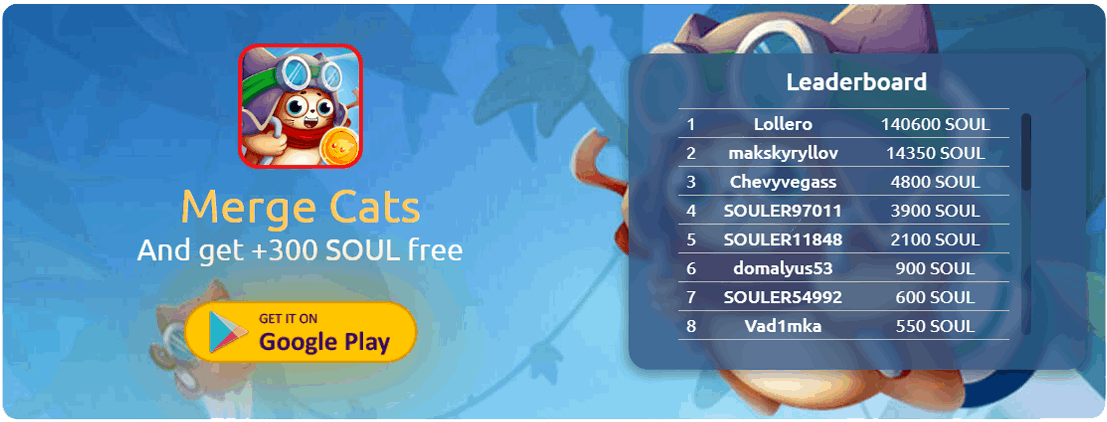 Merge Cats
And get +300 SOUL free
GET IT ON
Google Play
Leaderboard
1 Lollero 140600 SOUL
2 makskyryllov 14350 SOUL
3 Chevyvegass 4800 SOUL
4 SOULER97011 3900 SOUL
5 SOULER11848 2100 SOUL
6 domalyus53 900 SOUL
7 SOULER54992 600 SOUL
8 Vad1mka 550 SOUL